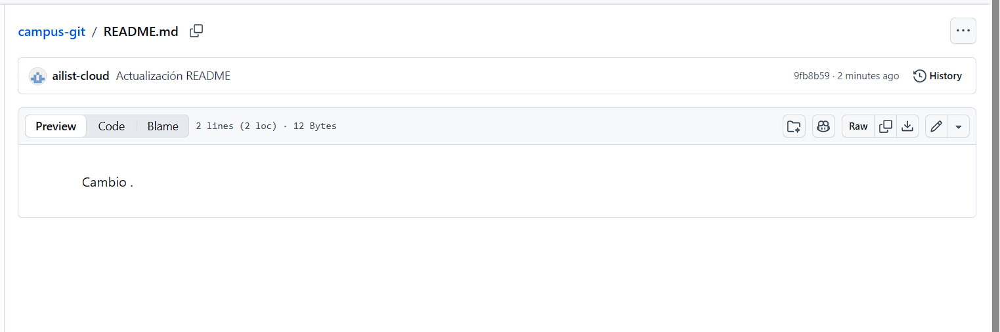 campus-git / README.md
ailist-cloud Actualización README 9fb8b59 · 2 minutes ago History
Preview Code Blame 2 lines (2 loc) · 12 Bytes Raw
Cambio .